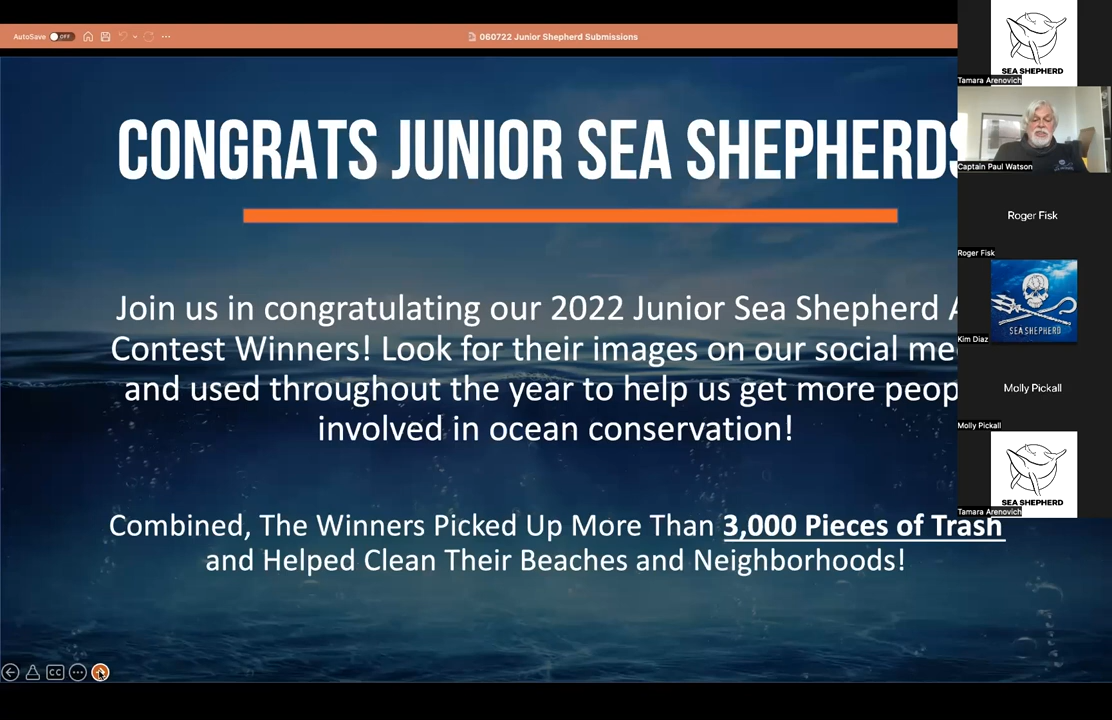 AutoSave OFF
060722 Junior Shepherd Submissions
CONGRATS JUNIOR SEA SHEPHERDS
Join us in congratulating our 2022 Junior Sea Shepherd A
Contest Winners! Look for their images on our social me
and used throughout the year to help us get more peop
involved in ocean conservation!
Combined, The Winners Picked Up More Than 3,000 Pieces of Trash
and Helped Clean Their Beaches and Neighborhoods!
CC
SEA SHEPHERD
Tamara Arenovich
Captain Paul Watson
Roger Fisk
Roger Fisk
SEA SHEPHERD
Kim Diaz
Molly Pickall
Molly Pickall
SEA SHEPHERD
Tamara Arenovich